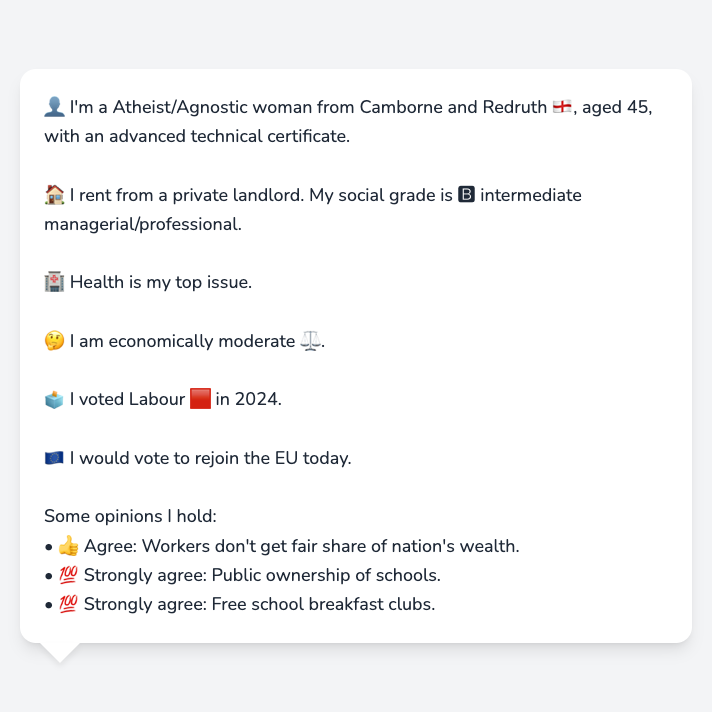 👤 I'm a Atheist/Agnostic woman from Camborne and Redruth 🏴󠁧󠁢󠁥󠁮󠁧󠁿, aged 45,
with an advanced technical certificate.
🏠 I rent from a private landlord. My social grade is 🅱 intermediate
managerial/professional.
🏥 Health is my top issue.
🤔 I am economically moderate ⚖️.
🗳️ I voted Labour 🟥 in 2024.
🇪🇺 I would vote to rejoin the EU today.
Some opinions I hold:
• 👍 Agree: Workers don't get fair share of nation's wealth.
• 💯 Strongly agree: Public ownership of schools.
• 💯 Strongly agree: Free school breakfast clubs.